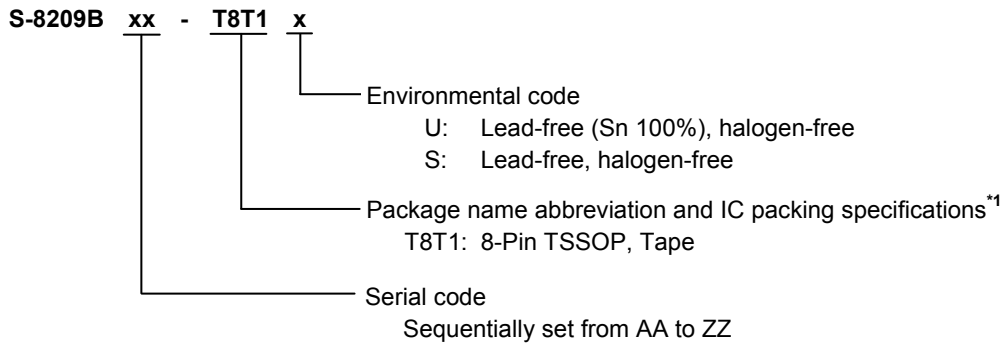 S-8209B xx - T8T1 x
Environmental code
U: Lead-free (Sn 100%), halogen-free
S: Lead-free, halogen-free
Package name abbreviation and IC packing specifications*1
T8T1: 8-Pin TSSOP, Tape
Serial code
Sequentially set from AA to ZZ